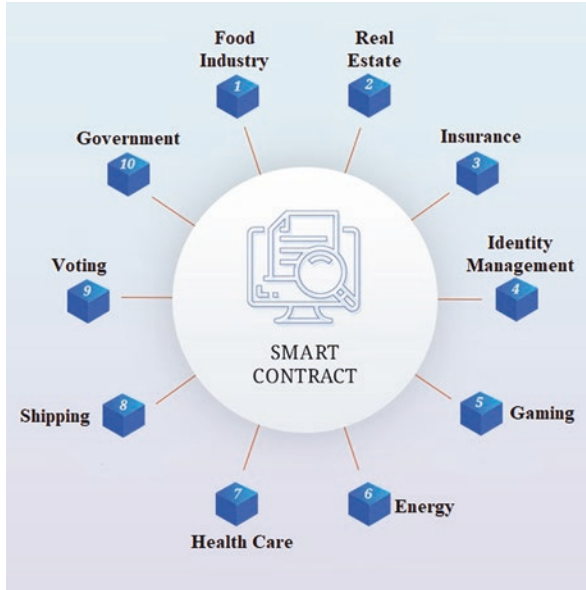 Food
Industry
1
Real
Estate
2
Insurance
3
Identity
Management
4
5
Gaming
6
Energy
7
Health Care
Shipping
8
Voting
9
Government
10
SMART
CONTRACT